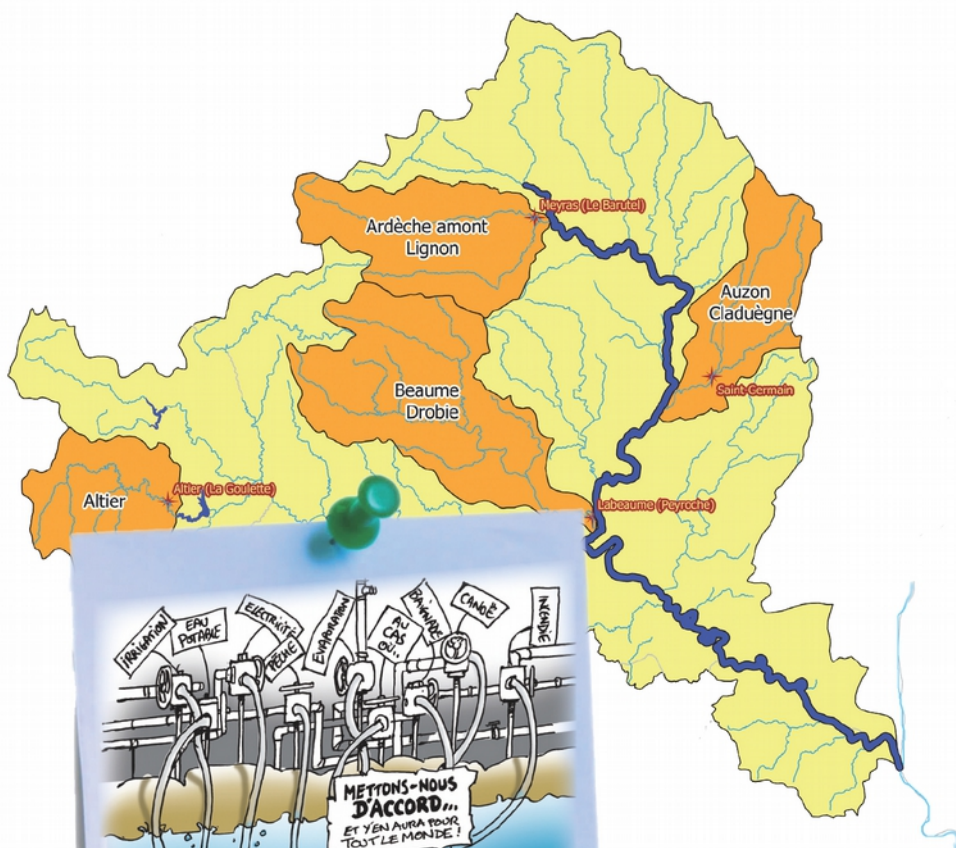 Meyras (Le Barutel)
Ardèche amont
Lignon
Auzon
Claduègne
Saint Germain
Beaume
Drobie
Altier
Altier (La Goulette)
Labeaume (Peyroche)
IRRIGATION
EAU
POTABLE
ELECTRICITÉ
PÊCHE
EVAPORATION
AU
CAS
OÙ..
BAIGNADE
CANOË
INCENDIE
METTONS-NOUS
D'ACCORD...
ET Y'EN AURA POUR
TOUT LE MONDE !